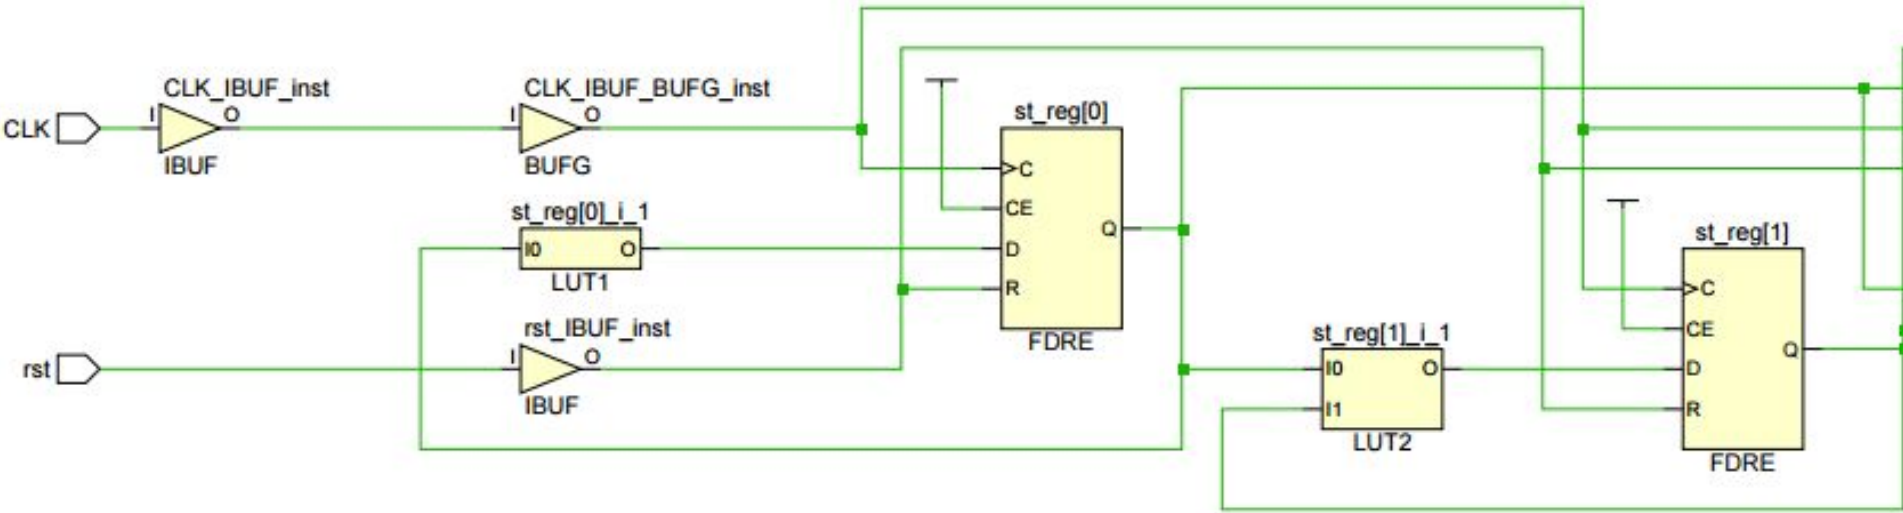 CLK
CLK_IBUF_inst
I
O
IBUF
CLK_IBUF_BUFG_inst
I
O
BUFG
st_reg[0]_i_1
I0
O
LUT1
rst
rst_IBUF_inst
I
O
IBUF
st_reg[0]
C
CE
D
R
Q
FDRE
st_reg[1]_i_1
I0
I1
O
LUT2
st_reg[1]
C
CE
D
R
Q
FDRE